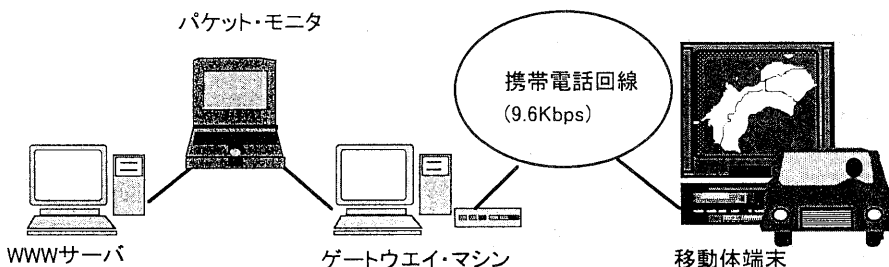 パケット・モニタ
携帯電話回線
(9.6Kbps)
WWWサーバ
ゲートウエイ・マシン
移動体端末